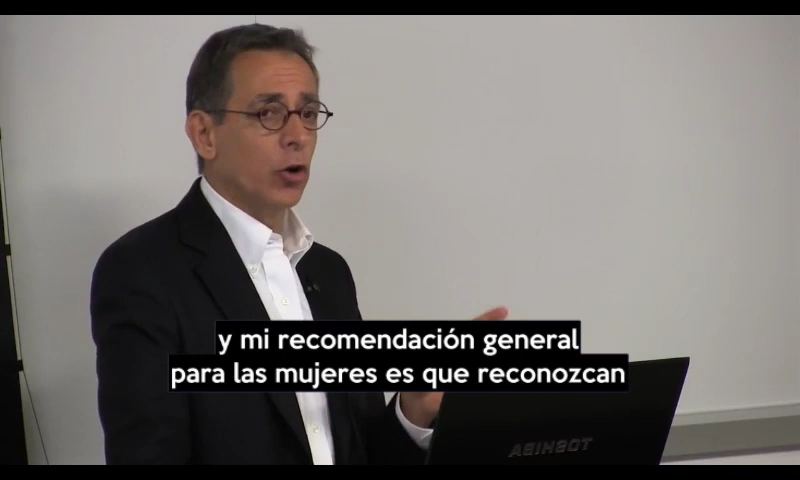 y mi recomendación general
para las mujeres es que reconozcan
TOSHIBA